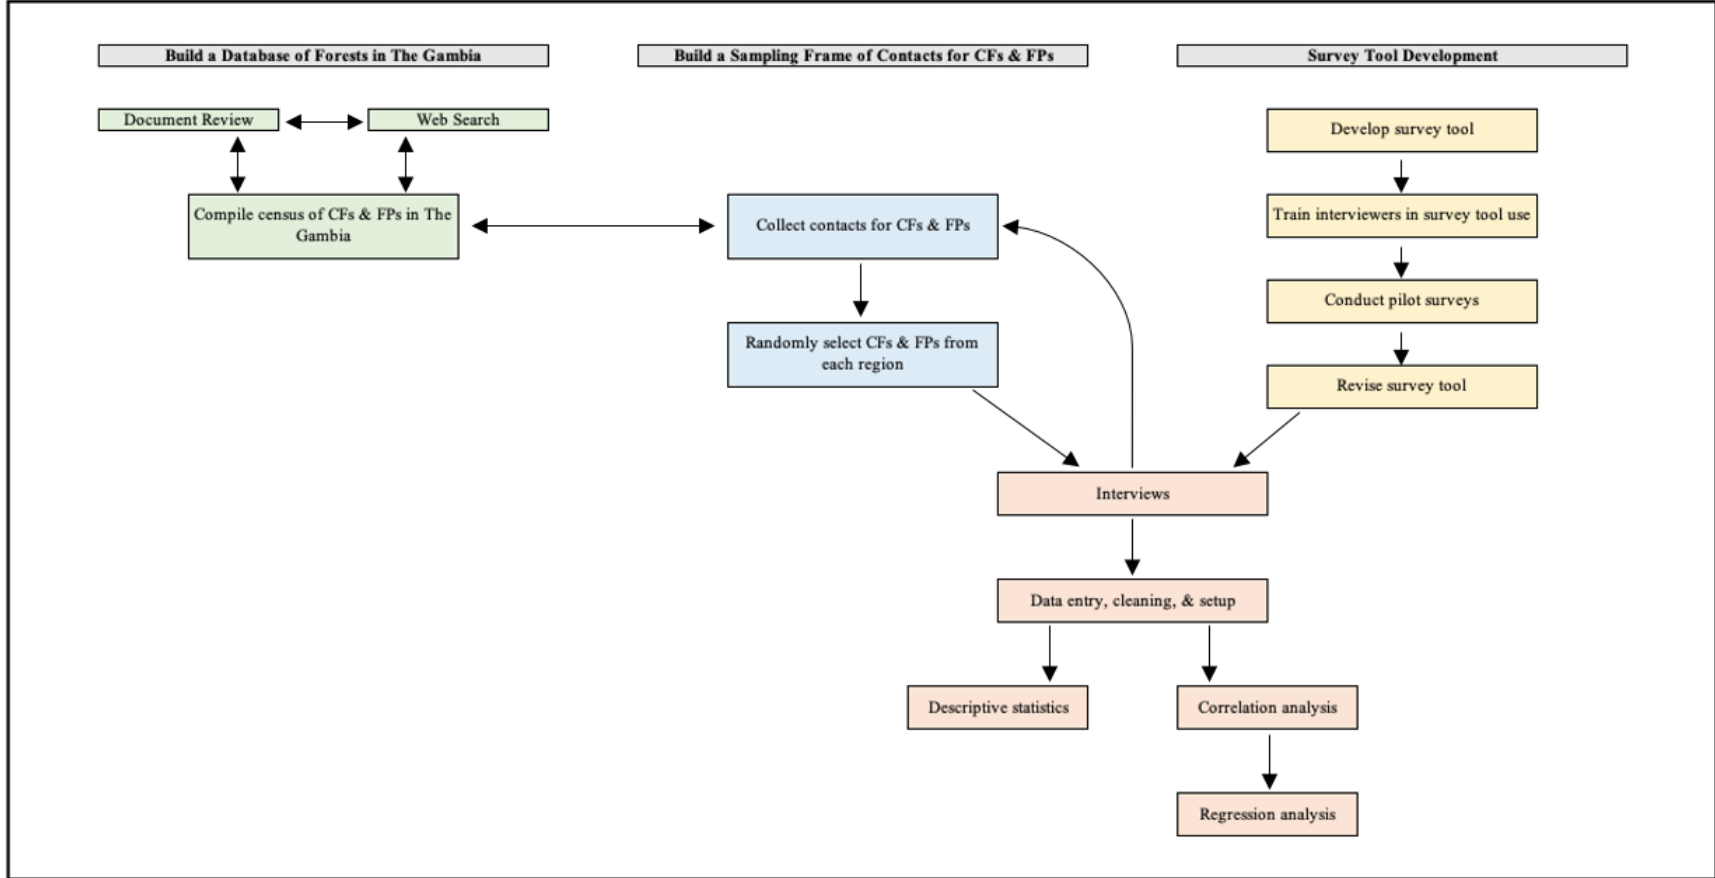 Build a Database of Forests in The Gambia
Build a Sampling Frame of Contacts for CFs & FPs
Survey Tool Development
Document Review
Web Search
Compile census of CFs & FPs in The
Gambia
Collect contacts for CFs & FPs
Randomly select CFs & FPs from
each region
Develop survey tool
Train interviewers in survey tool use
Conduct pilot surveys
Revise survey tool
Interviews
Data entry, cleaning, & setup
Descriptive statistics
Correlation analysis
Regression analysis